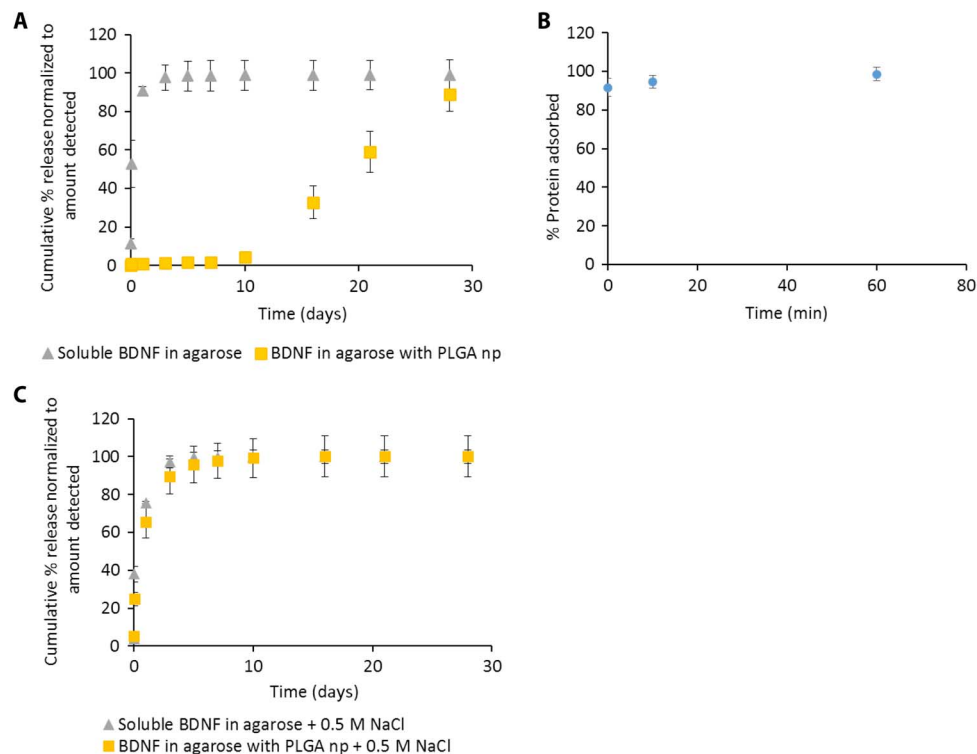 A
Cumulative % release normalized to
amount detected
120
100
80
60
40
20
0
0 10 20 30
Time (days)
Soluble BDNF in agarose BDNF in agarose with PLGA np
B
% Protein adsorbed
120
100
80
60
40
20
0
0 20 40 60 80
Time (min)
C
Cumulative % release normalized to
amount detected
120
100
80
60
40
20
0
0 10 20 30
Time (days)
Soluble BDNF in agarose + 0.5 M NaCl
BDNF in agarose with PLGA np + 0.5 M NaCl